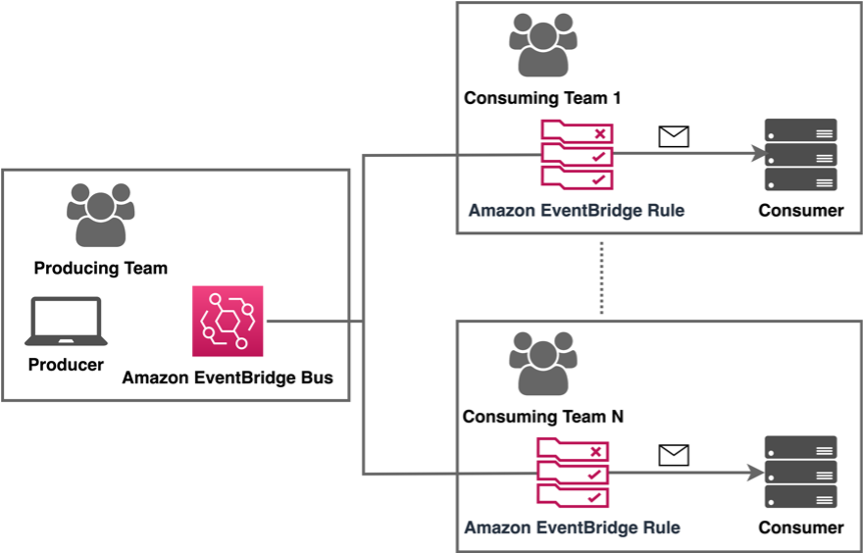 Consuming Team 1
Amazon EventBridge Rule
Consumer
Producing Team
Producer
Amazon EventBridge Bus
Consuming Team N
Amazon EventBridge Rule
Consumer